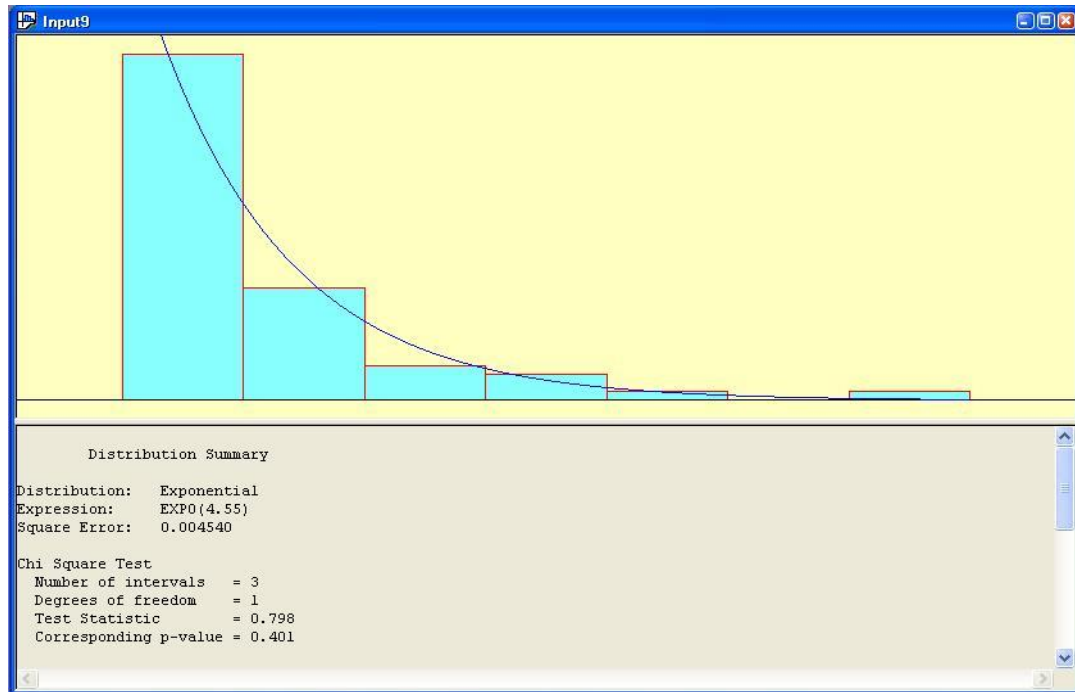 Input9
Distribution Summary
Distribution: Exponential
Expression: EXPO(4.55)
Square Error: 0.004540
Chi Square Test
Number of intervals = 3
Degrees of freedom = 1
Test Statistic = 0.798
Corresponding p-value = 0.401